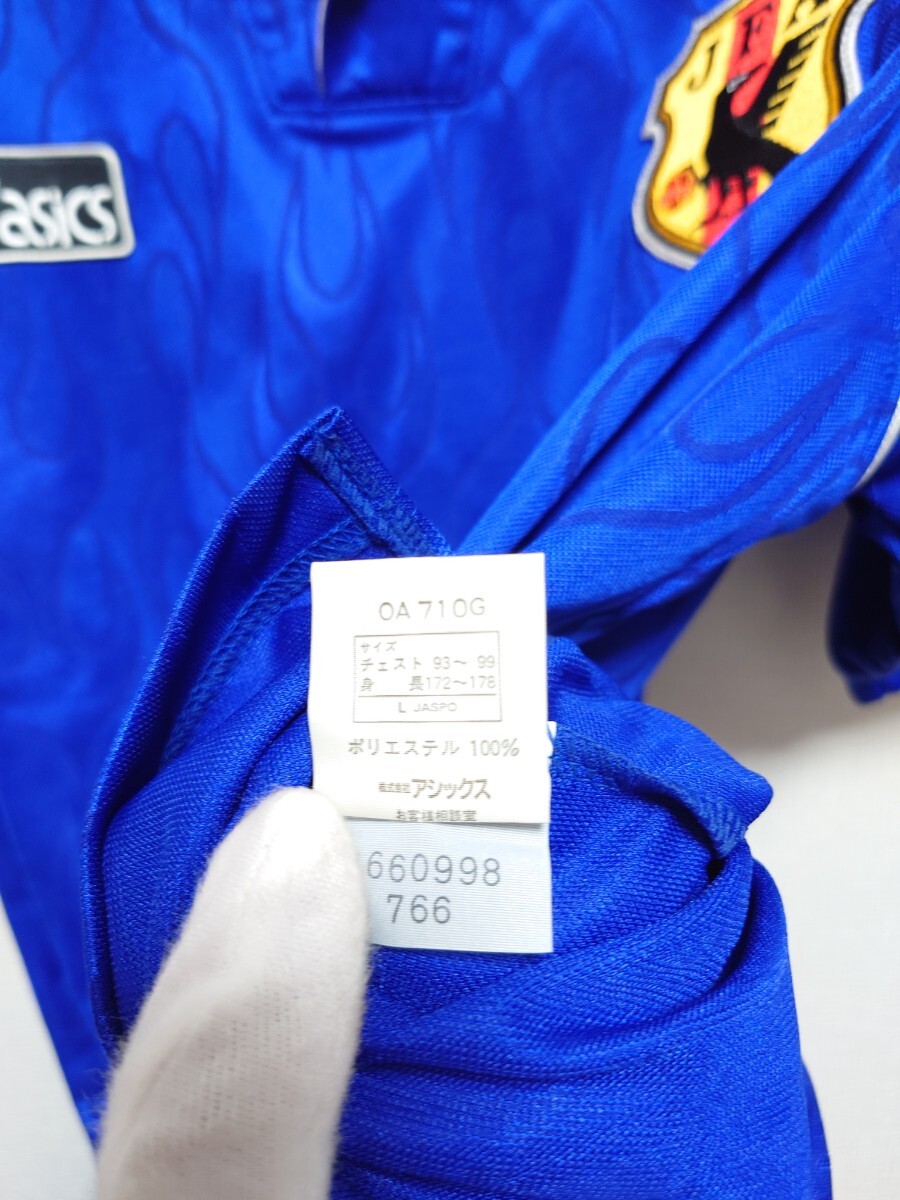 asics
JFA
OA710G
サイズ
チェスト 93〜 99
身 長172〜178
L JASPO
ポリエステル 100%
株式会社アシックス
お客様相談室
660998
766